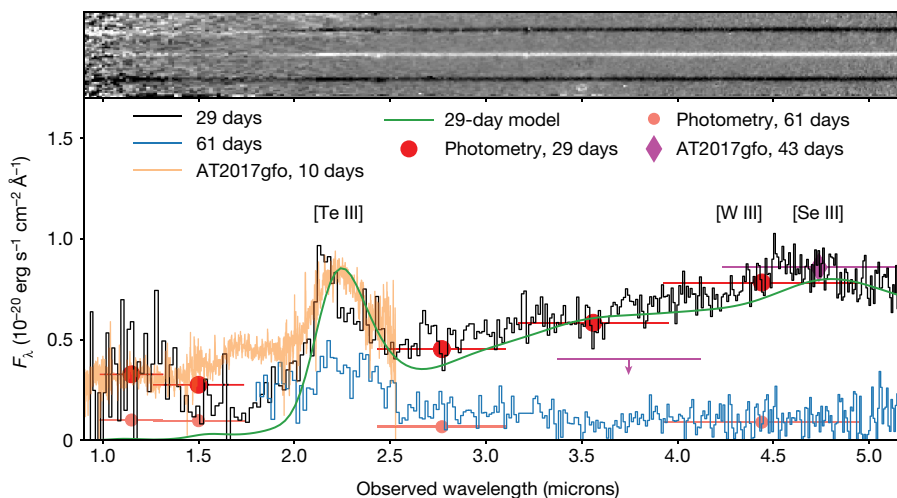 1.5
1.0
0.5
0
F_λ (10⁻²⁰ erg s⁻¹ cm⁻² Å⁻¹)
29 days
61 days
AT2017gfo, 10 days
29-day model
Photometry, 29 days
Photometry, 61 days
AT2017gfo, 43 days
[Te III]
[W III]
[Se III]
1.0 1.5 2.0 2.5 3.0 3.5 4.0 4.5 5.0
Observed wavelength (microns)